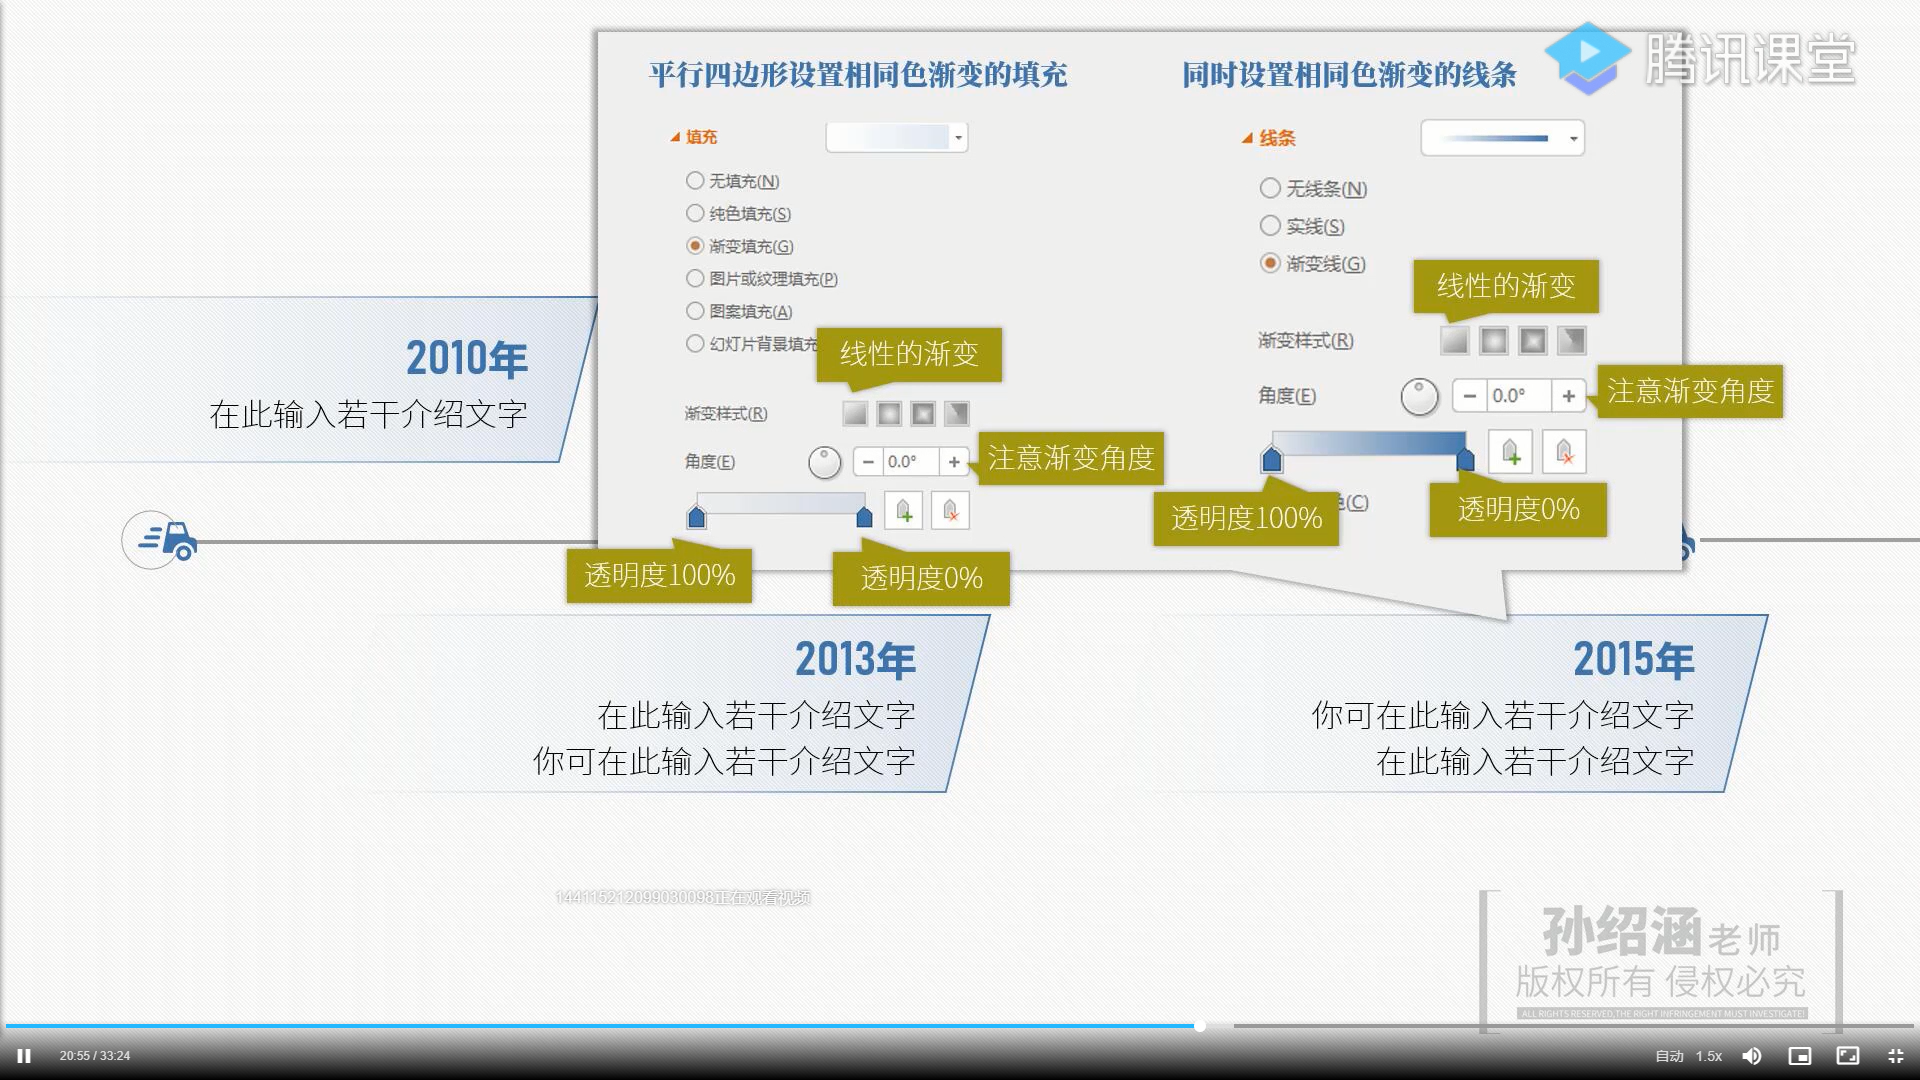 腾讯课堂
平行四边形设置相同色渐变的填充
同时设置相同色渐变的线条
填充
无填充(N)
纯色填充(S)
渐变填充(G)
图片或纹理填充(P)
图案填充(A)
幻灯片背景填充
线性的渐变
渐变样式(R)
角度(E)
0.0°
注意渐变角度
透明度100%
透明度0%
线条
无线条(N)
实线(S)
渐变线(G)
线性的渐变
渐变样式(R)
角度(E)
0.0°
注意渐变角度
透明度100%
色(C)
透明度0%
2010年
在此输入若干介绍文字
2013年
在此输入若干介绍文字
你可在此输入若干介绍文字
2015年
你可在此输入若干介绍文字
在此输入若干介绍文字
144115212099030098正在观看视频
孙绍涵老师
版权所有 侵权必究
ALL RIGHTS RESERVED,THE RIGHT INFRINGEMENT MUST INVESTIGATE!
20:55 / 33:24
自动 1.5x